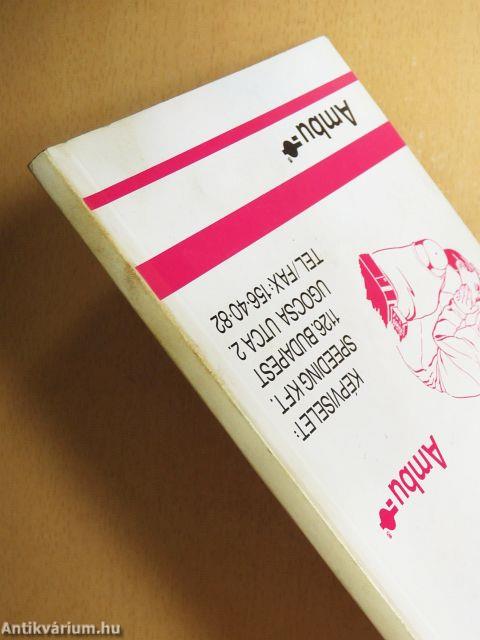 Ambu
Ambu
KÉPVISELET:
SPEEDING KFT.
1126 BUDAPEST
UGOCSA UTCA 2.
TEL./FAX: 156-40-82
Antikvárium.hu